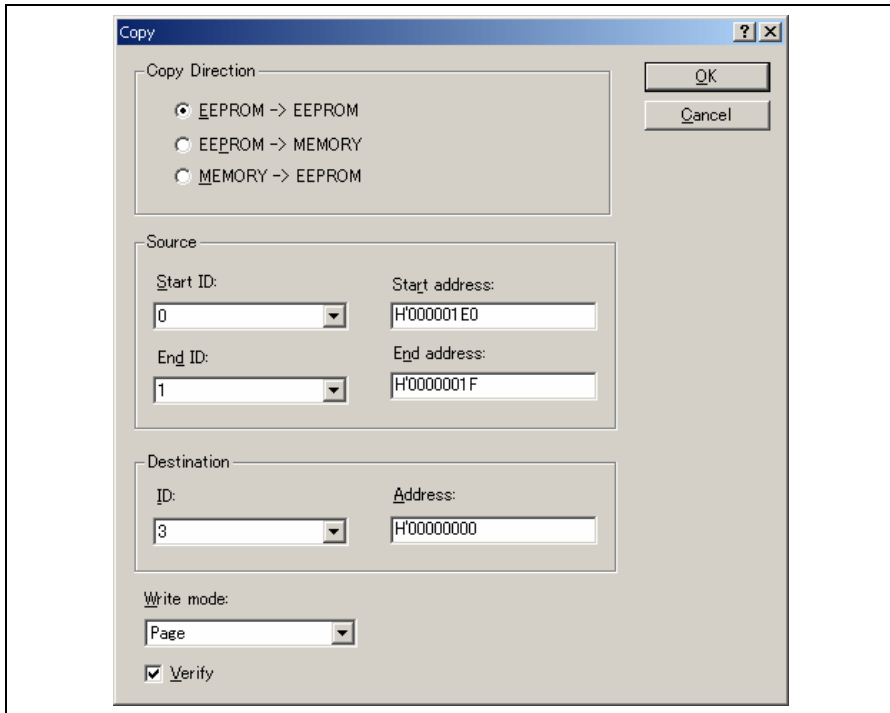 Copy
Copy Direction
EEPROM -> EEPROM
EEPROM -> MEMORY
MEMORY -> EEPROM
OK
Cancel
Source
Start ID:
Start address:
0
H'000001E0
End ID:
End address:
1
H'0000001F
Destination
ID:
Address:
3
H'00000000
Write mode:
Page
Verify